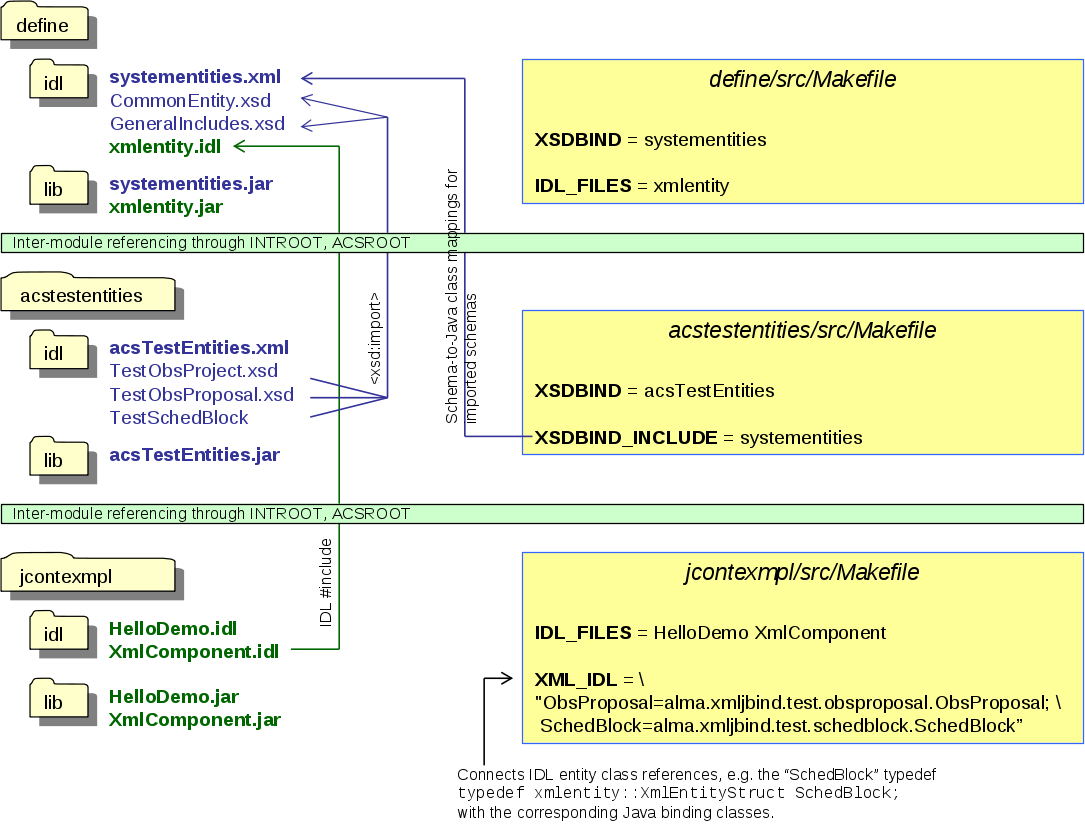 define
idl
systementities.xml
CommonEntity.xsd
GeneralIncludes.xsd
xmlentity.idl
lib
systementities.jar
xmlentity.jar
define/src/Makefile
XSDBIND = systementities
IDL_FILES = xmlentity
Inter-module referencing through INTROOT, ACSROOT
acstestentities
idl
acsTestEntities.xml
TestObsProject.xsd
TestObsProposal.xsd
TestSchedBlock
lib
acsTestEntities.jar
<xsd:import>
Schema-to-Java class mappings for
imported schemas
acstestentities/src/Makefile
XSDBIND = acsTestEntities
XSDBIND_INCLUDE = systementities
Inter-module referencing through INTROOT, ACSROOT
jcontexmpl
idl
HelloDemo.idl
XmlComponent.idl
lib
HelloDemo.jar
XmlComponent.jar
IDL #include
jcontexmpl/src/Makefile
IDL_FILES = HelloDemo XmlComponent
XML_IDL = \
"ObsProposal=alma.xmljbind.test.obsproposal.ObsProposal; \
SchedBlock=alma.xmljbind.test.schedblock.SchedBlock”
Connects IDL entity class references, e.g. the “SchedBlock” typedef
typedef xmlentity::XmlEntityStruct SchedBlock;
with the corresponding Java binding classes.